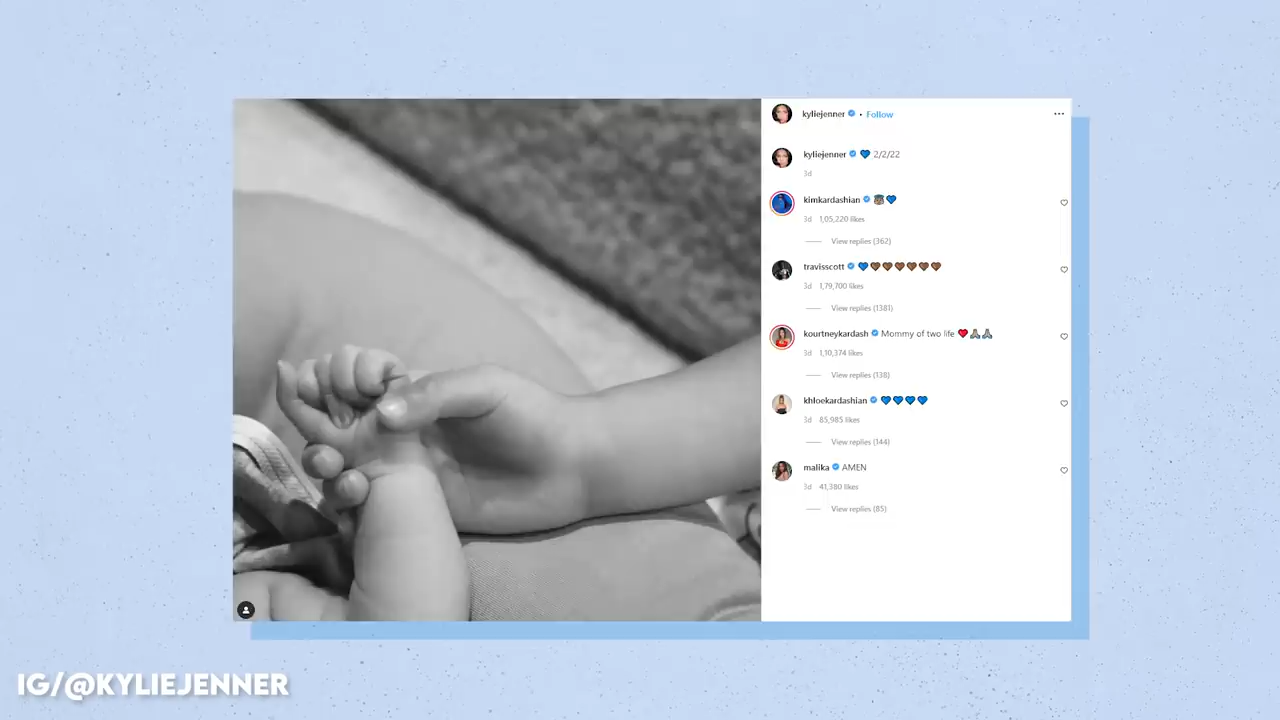 kyliejenner • Follow
kyliejenner 💙 2/2/22
3d
kimkardashian 👼🏼💙
3d 1,05,220 likes
View replies (362)
travisscott 💙🤎🤎🤎🤎🤎🤎
3d 1,79,700 likes
View replies (1381)
kourtneykardash Mommy of two life ❤️🙏🏼🙏🏼
3d 1,10,374 likes
View replies (138)
khloekardashian 💙💙💙💙
3d 85,985 likes
View replies (144)
malika AMEN
3d 41,380 likes
View replies (85)
IG/@KYLIEJENNER